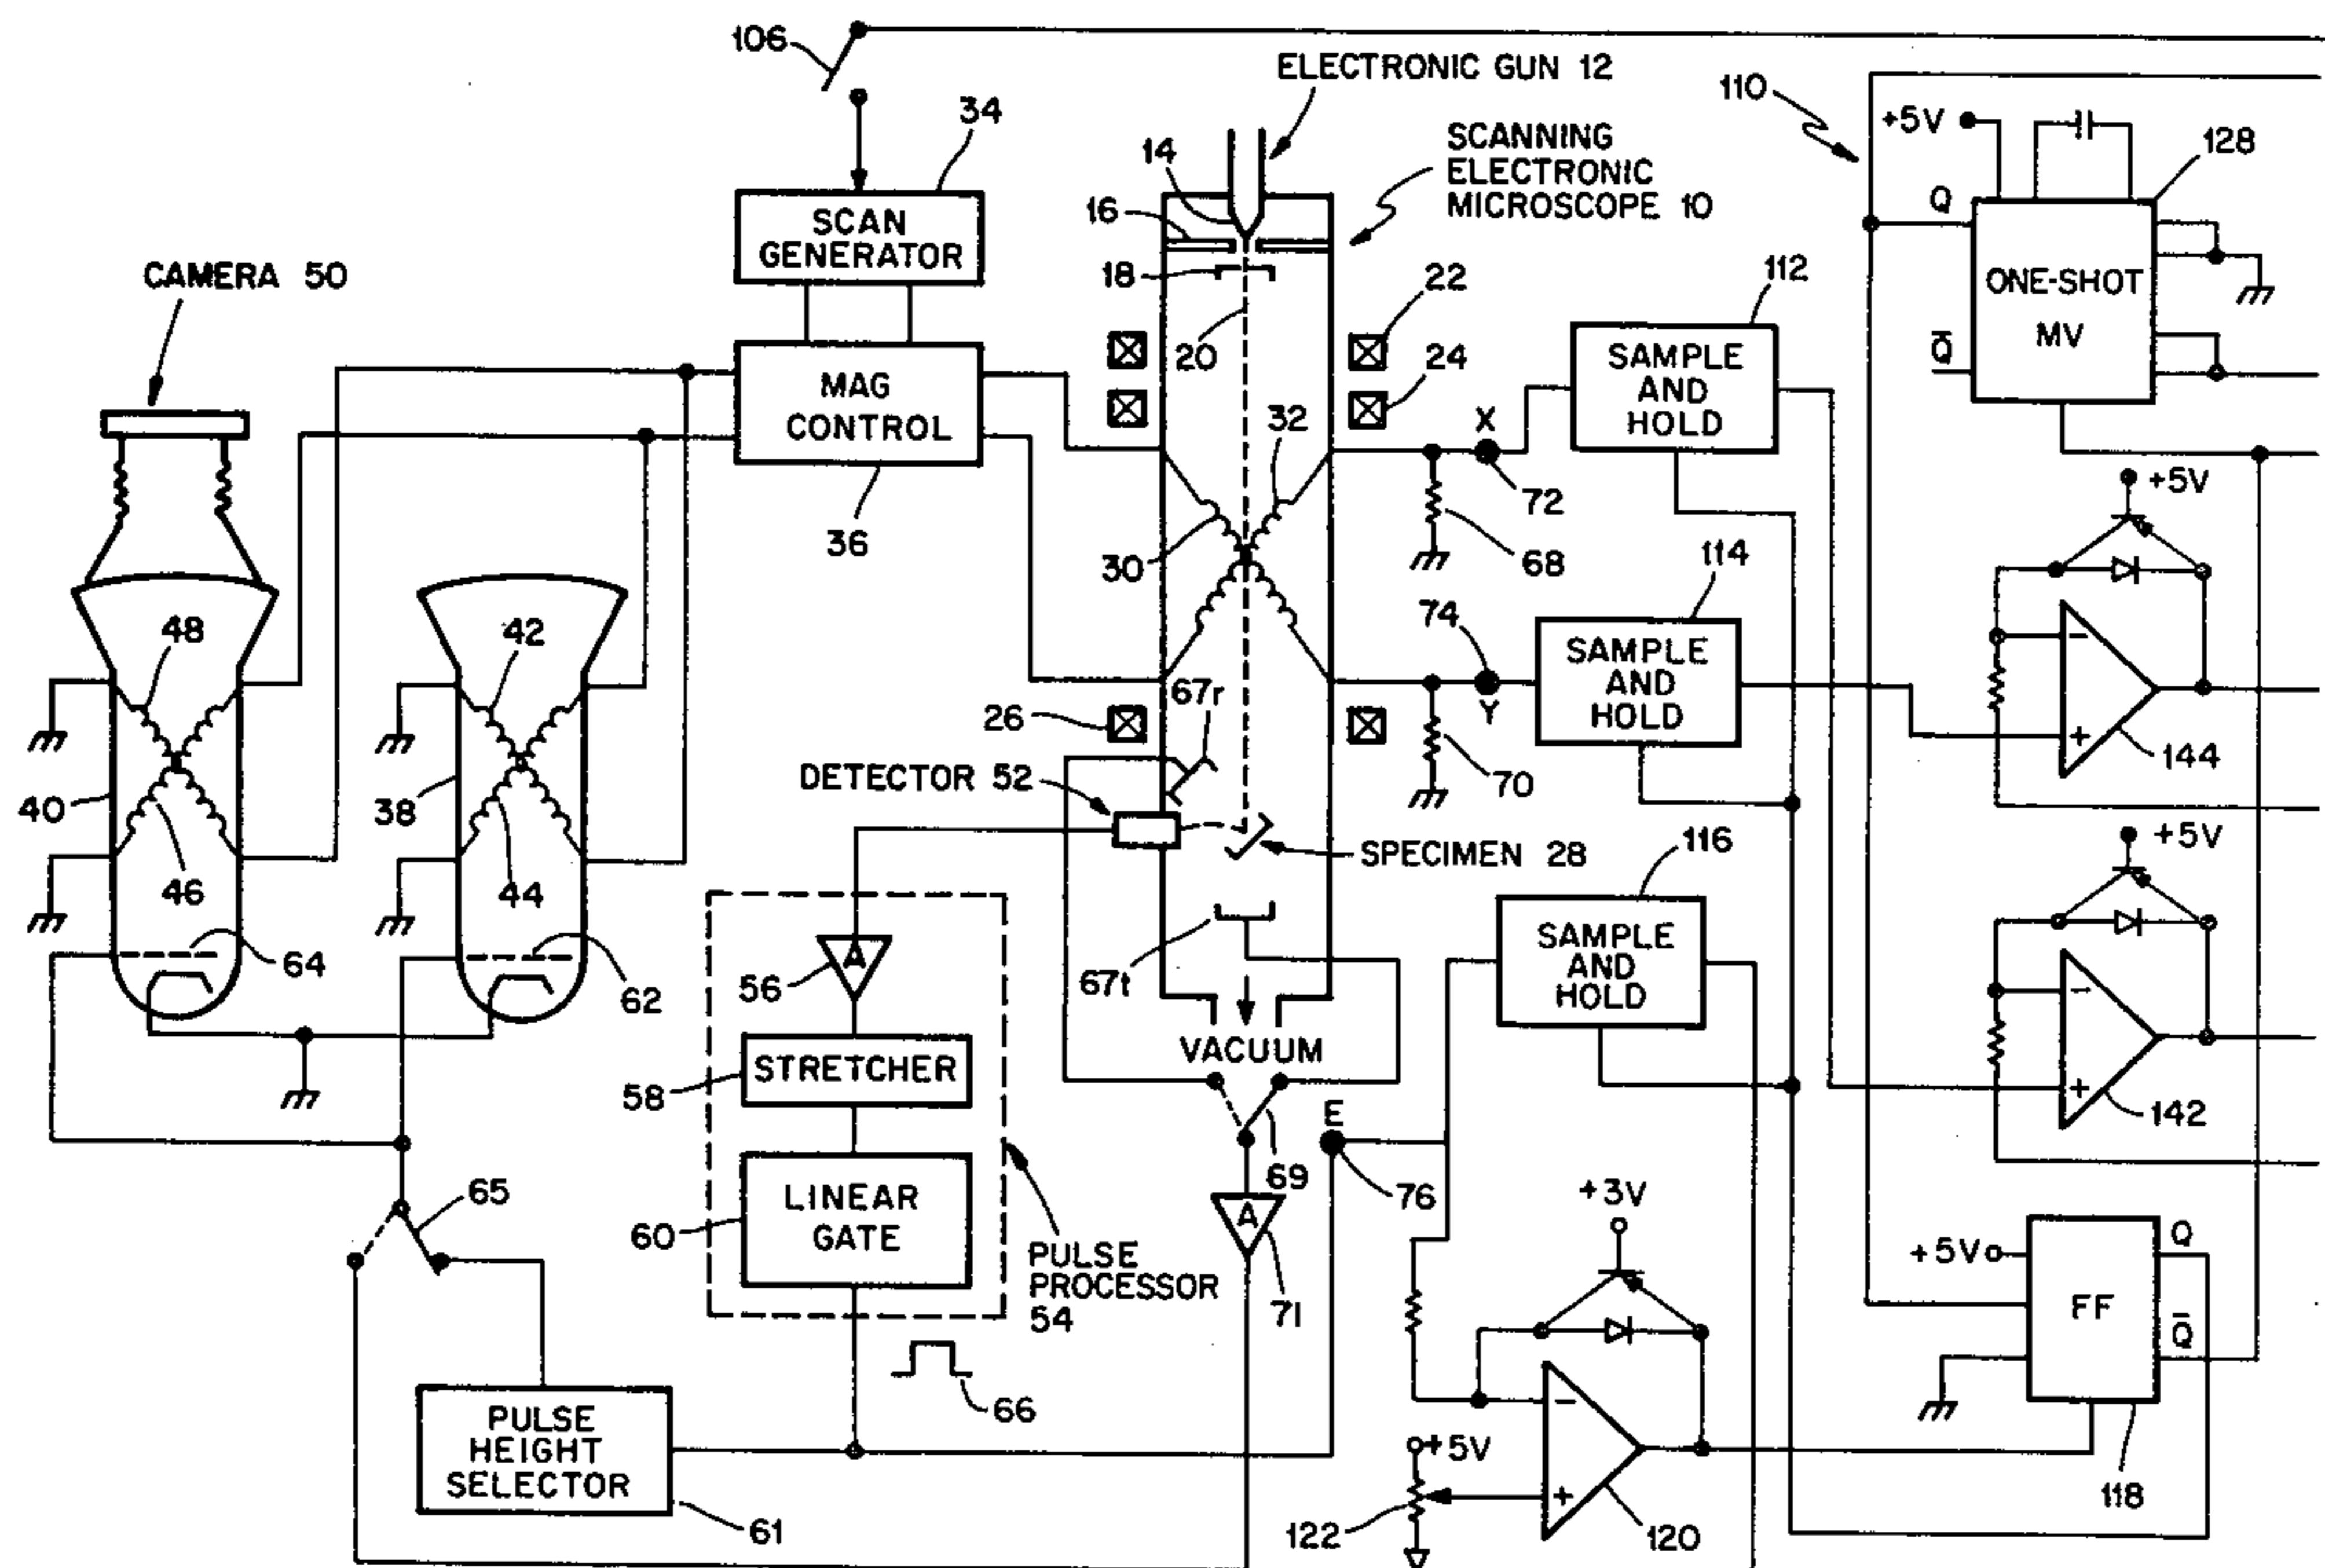 106
ELECTRONIC GUN 12
110
+5V
128
34
14
SCANNING
ELECTRONIC
MICROSCOPE 10
16
Q
SCAN
GENERATOR
CAMERA 50
18
22
112
ONE-SHOT
MV
Q̅
20
24
MAG
CONTROL
SAMPLE
AND
HOLD
32
X
72
+5V
36
30
68
114
48
42
74
SAMPLE
AND
HOLD
-
67r
26
Y
+
144
DETECTOR 52
70
40
38
+5V
SPECIMEN 28
116
46
44
SAMPLE
AND
HOLD
64
62
A
56
67t
-
VACUUM
STRETCHER
58
+
142
E
69
76
65
LINEAR
GATE
60
A
+3V
PULSE
PROCESSOR
54
71
+5V
Q
FF
Q̅
66
PULSE
HEIGHT
SELECTOR
-
+5V
+
118
61
122
120